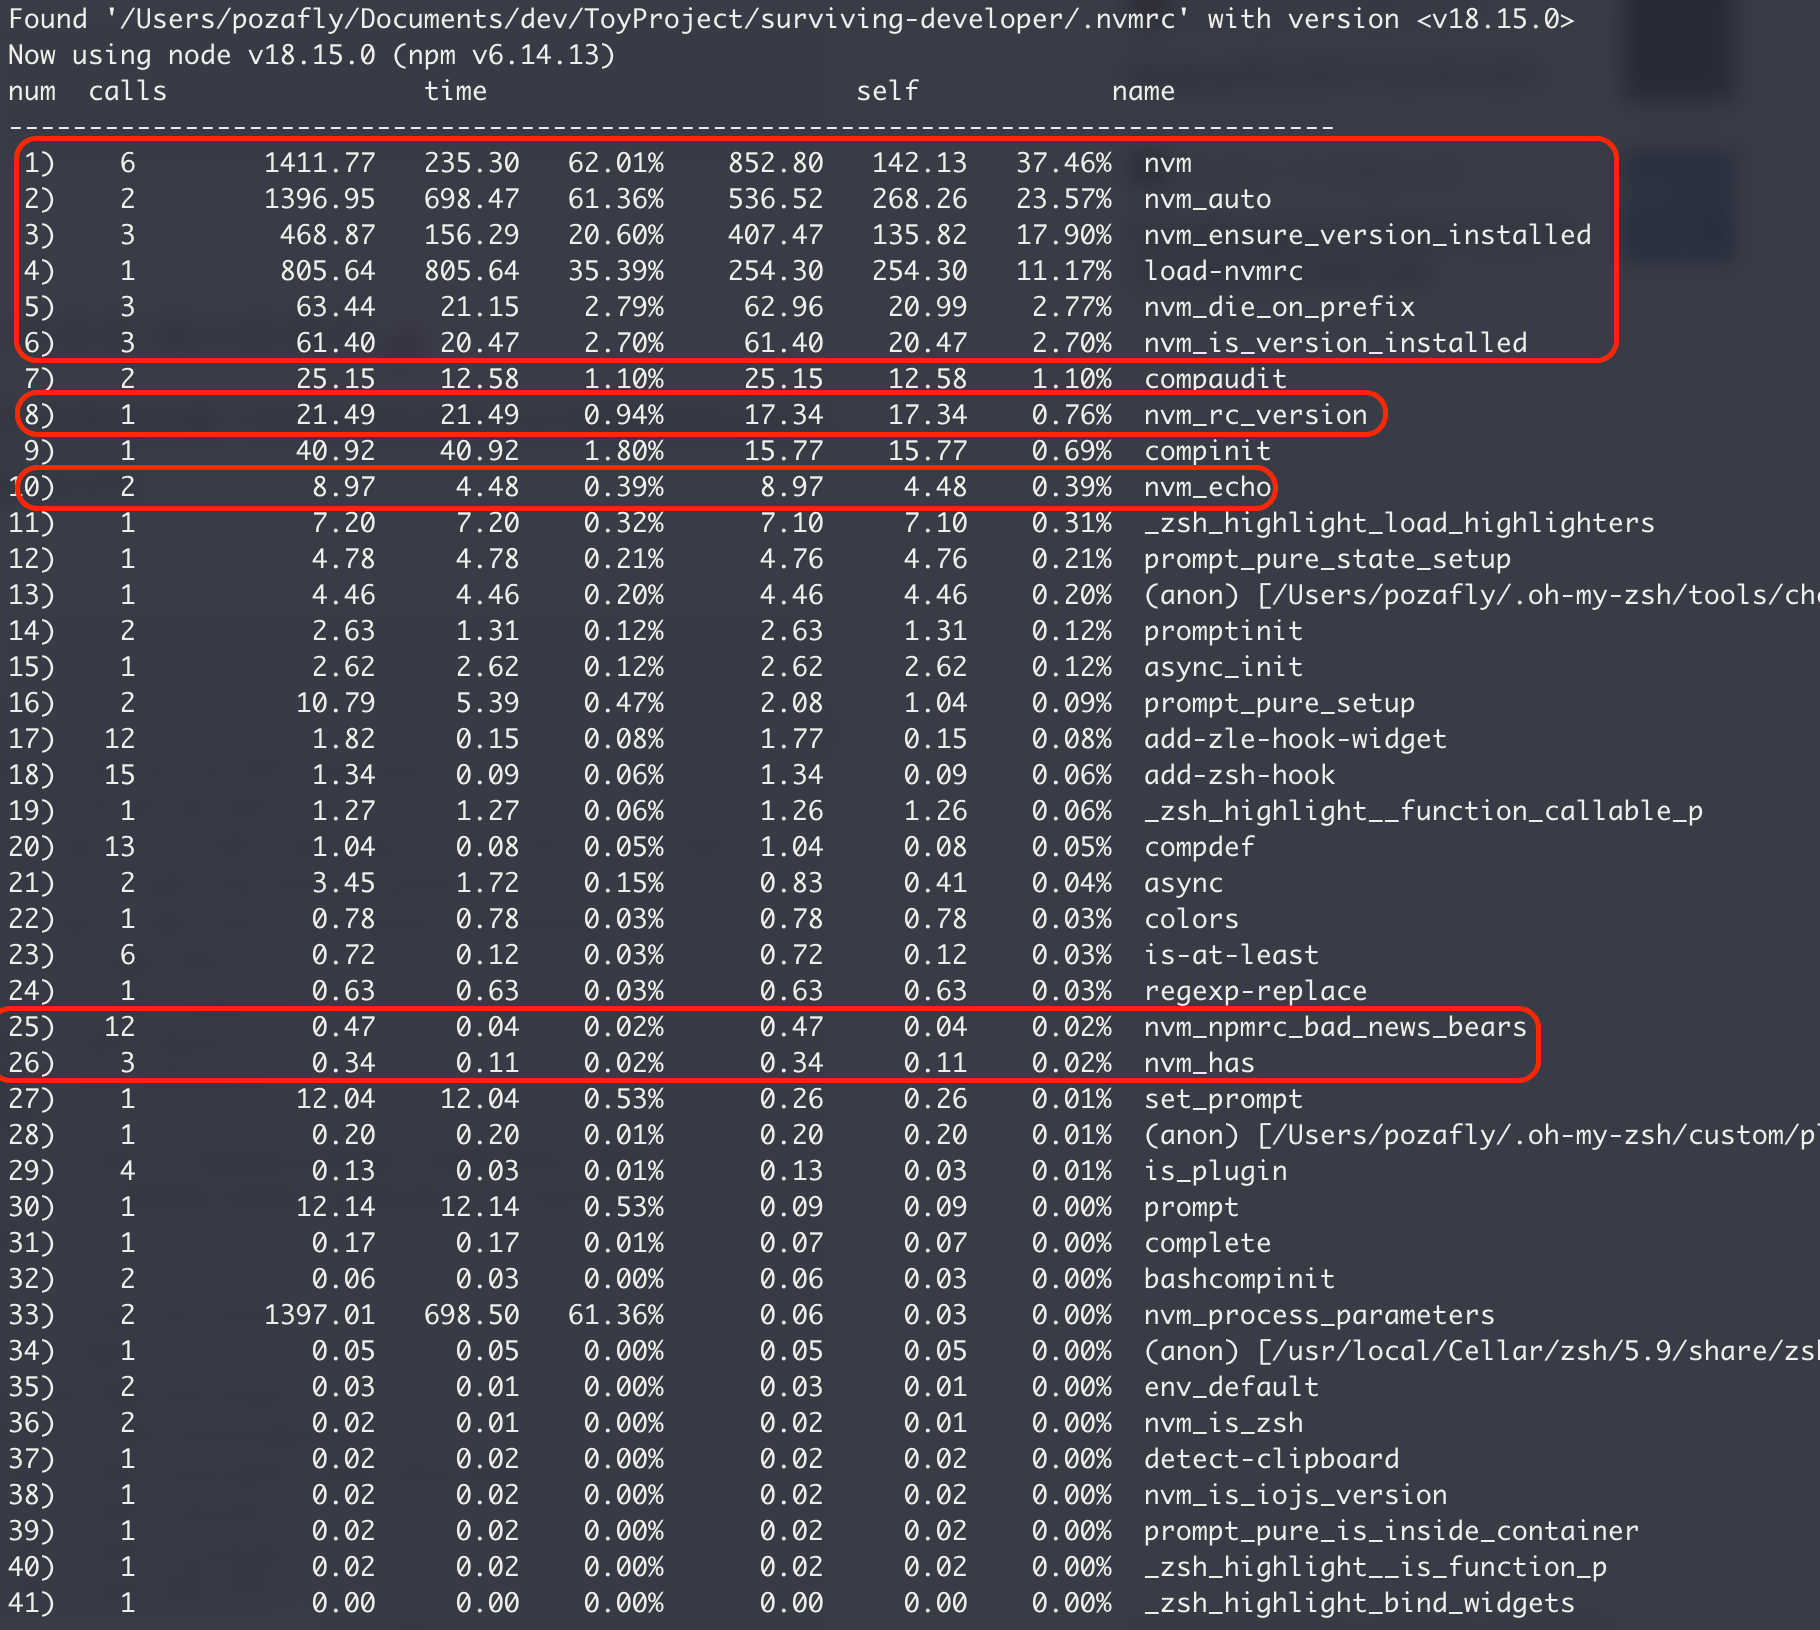 Found '/Users/pozafly/Documents/dev/ToyProject/surviving-developer/.nvmrc' with version <v18.15.0>
Now using node v18.15.0 (npm v6.14.13)
num  calls                time                       self            name
-----------------------------------------------------------------------------------
 1)    6        1411.77   235.30   62.01%    852.80   142.13   37.46%  nvm
 2)    2        1396.95   698.47   61.36%    536.52   268.26   23.57%  nvm_auto
 3)    3         468.87   156.29   20.60%    407.47   135.82   17.90%  nvm_ensure_version_installed
 4)    1         805.64   805.64   35.39%    254.30   254.30   11.17%  load-nvmrc
 5)    3          63.44    21.15    2.79%     62.96    20.99    2.77%  nvm_die_on_prefix
 6)    3          61.40    20.47    2.70%     61.40    20.47    2.70%  nvm_is_version_installed
 7)    2          25.15    12.58    1.10%     25.15    12.58    1.10%  compaudit
 8)    1          21.49    21.49    0.94%     17.34    17.34    0.76%  nvm_rc_version
 9)    1          40.92    40.92    1.80%     15.77    15.77    0.69%  compinit
10)    2           8.97     4.48    0.39%      8.97     4.48    0.39%  nvm_echo
11)    1           7.20     7.20    0.32%      7.10     7.10    0.31%  _zsh_highlight_load_highlighters
12)    1           4.78     4.78    0.21%      4.76     4.76    0.21%  prompt_pure_state_setup
13)    1           4.46     4.46    0.20%      4.46     4.46    0.20%  (anon) [/Users/pozafly/.oh-my-zsh/tools/che
14)    2           2.63     1.31    0.12%      2.63     1.31    0.12%  promptinit
15)    1           2.62     2.62    0.12%      2.62     2.62    0.12%  async_init
16)    2          10.79     5.39    0.47%      2.08     1.04    0.09%  prompt_pure_setup
17)   12           1.82     0.15    0.08%      1.77     0.15    0.08%  add-zle-hook-widget
18)   15           1.34     0.09    0.06%      1.34     0.09    0.06%  add-zsh-hook
19)    1           1.27     1.27    0.06%      1.26     1.26    0.06%  _zsh_highlight__function_callable_p
20)   13           1.04     0.08    0.05%      1.04     0.08    0.05%  compdef
21)    2           3.45     1.72    0.15%      0.83     0.41    0.04%  async
22)    1           0.78     0.78    0.03%      0.78     0.78    0.03%  colors
23)    6           0.72     0.12    0.03%      0.72     0.12    0.03%  is-at-least
24)    1           0.63     0.63    0.03%      0.63     0.63    0.03%  regexp-replace
25)   12           0.47     0.04    0.02%      0.47     0.04    0.02%  nvm_npmrc_bad_news_bears
26)    3           0.34     0.11    0.02%      0.34     0.11    0.02%  nvm_has
27)    1          12.04    12.04    0.53%      0.26     0.26    0.01%  set_prompt
28)    1           0.20     0.20    0.01%      0.20     0.20    0.01%  (anon) [/Users/pozafly/.oh-my-zsh/custom/pl
29)    4           0.13     0.03    0.01%      0.13     0.03    0.01%  is_plugin
30)    1          12.14    12.14    0.53%      0.09     0.09    0.00%  prompt
31)    1           0.17     0.17    0.01%      0.07     0.07    0.00%  complete
32)    2           0.06     0.03    0.00%      0.06     0.03    0.00%  bashcompinit
33)    2        1397.01   698.50   61.36%      0.06     0.03    0.00%  nvm_process_parameters
34)    1           0.05     0.05    0.00%      0.05     0.05    0.00%  (anon) [/usr/local/Cellar/zsh/5.9/share/zsh
35)    2           0.03     0.01    0.00%      0.03     0.01    0.00%  env_default
36)    2           0.02     0.01    0.00%      0.02     0.01    0.00%  nvm_is_zsh
37)    1           0.02     0.02    0.00%      0.02     0.02    0.00%  detect-clipboard
38)    1           0.02     0.02    0.00%      0.02     0.02    0.00%  nvm_is_iojs_version
39)    1           0.02     0.02    0.00%      0.02     0.02    0.00%  prompt_pure_is_inside_container
40)    1           0.02     0.02    0.00%      0.02     0.02    0.00%  _zsh_highlight__is_function_p
41)    1           0.00     0.00    0.00%      0.00     0.00    0.00%  _zsh_highlight_bind_widgets